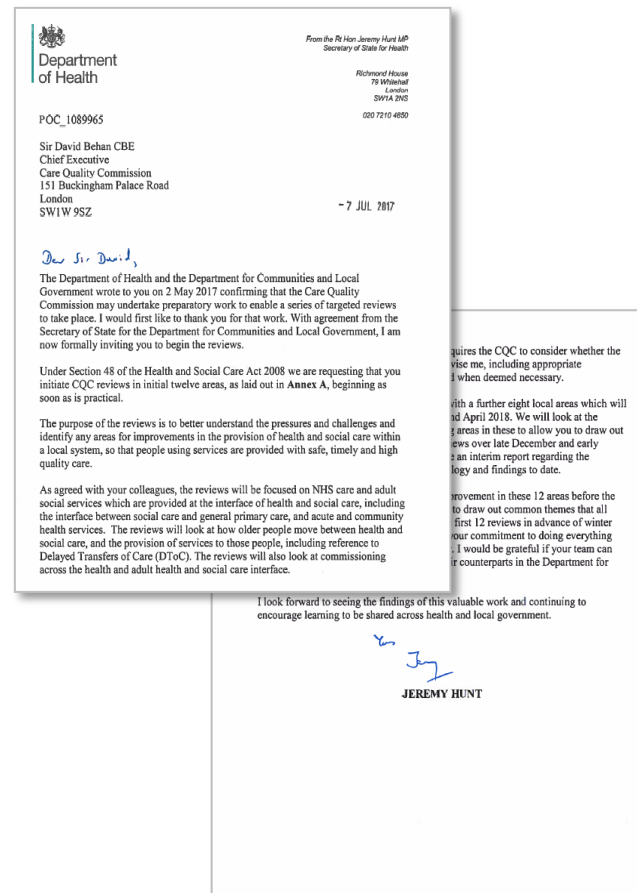 Department
of Health
From the Rt Hon Jeremy Hunt MP
Secretary of State for Health
Richmond House
79 Whitehall
London
SW1A 2NS
020 7210 4850
POC_1089965
Sir David Behan CBE
Chief Executive
Care Quality Commission
151 Buckingham Palace Road
London
SW1W 9SZ
- 7 JUL 2017
Dear Sir David,
The Department of Health and the Department for Communities and Local
Government wrote to you on 2 May 2017 confirming that the Care Quality
Commission may undertake preparatory work to enable a series of targeted reviews
to take place. I would first like to thank you for that work. With agreement from the
Secretary of State for the Department for Communities and Local Government, I am
now formally inviting you to begin the reviews.
Under Section 48 of the Health and Social Care Act 2008 we are requesting that you
initiate CQC reviews in initial twelve areas, as laid out in Annex A, beginning as
soon as is practical.
The purpose of the reviews is to better understand the pressures and challenges and
identify any areas for improvements in the provision of health and social care within
a local system, so that people using services are provided with safe, timely and high
quality care.
As agreed with your colleagues, the reviews will be focused on NHS care and adult
social services which are provided at the interface of health and social care, including
the interface between social care and general primary care, and acute and community
health services. The reviews will look at how older people move between health and
social care, and the provision of services to those people, including reference to
Delayed Transfers of Care (DToC). The reviews will also look at commissioning
across the health and adult health and social care interface.
quires the CQC to consider whether the
vise me, including appropriate
when deemed necessary.
with a further eight local areas which will
nd April 2018. We will look at the
areas in these to allow you to draw out
ews over late December and early
an interim report regarding the
logy and findings to date.
provement in these 12 areas before the
to draw out common themes that all
first 12 reviews in advance of winter
your commitment to doing everything
. I would be grateful if your team can
ir counterparts in the Department for
I look forward to seeing the findings of this valuable work and continuing to
encourage learning to be shared across health and local government.
Yours
Jeremy
JEREMY HUNT